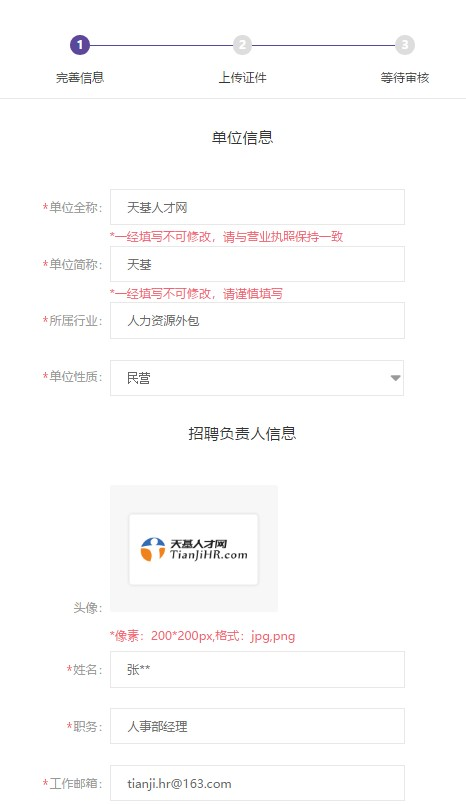 1 2 3
完善信息 上传证件 等待审核
单位信息
*单位全称: 天基人才网
*一经填写不可修改，请与营业执照保持一致
*单位简称: 天基
*一经填写不可修改，请谨慎填写
*所属行业: 人力资源外包
*单位性质: 民营
招聘负责人信息
天基人才网
TianJiHR.com
头像:
*像素：200*200px,格式：jpg,png
*姓名: 张**
*职务: 人事部经理
*工作邮箱: tianji.hr@163.com